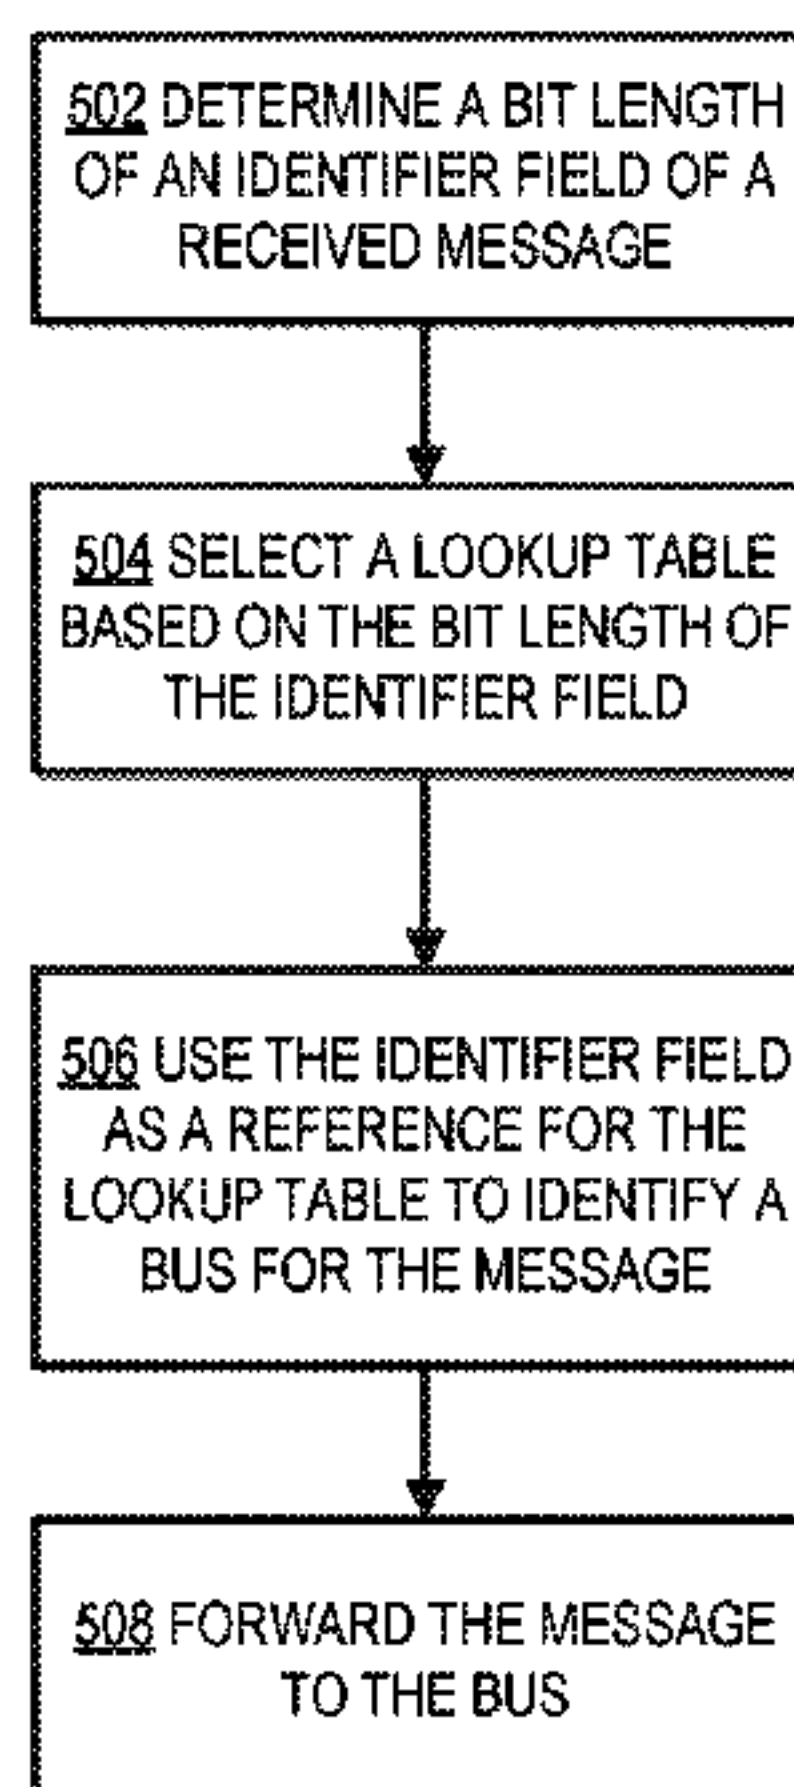 502 DETERMINE A BIT LENGTH
OF AN IDENTIFIER FIELD OF A
RECEIVED MESSAGE
504 SELECT A LOOKUP TABLE
BASED ON THE BIT LENGTH OF
THE IDENTIFIER FIELD
506 USE THE IDENTIFIER FIELD
AS A REFERENCE FOR THE
LOOKUP TABLE TO IDENTIFY A
BUS FOR THE MESSAGE
508 FORWARD THE MESSAGE
TO THE BUS